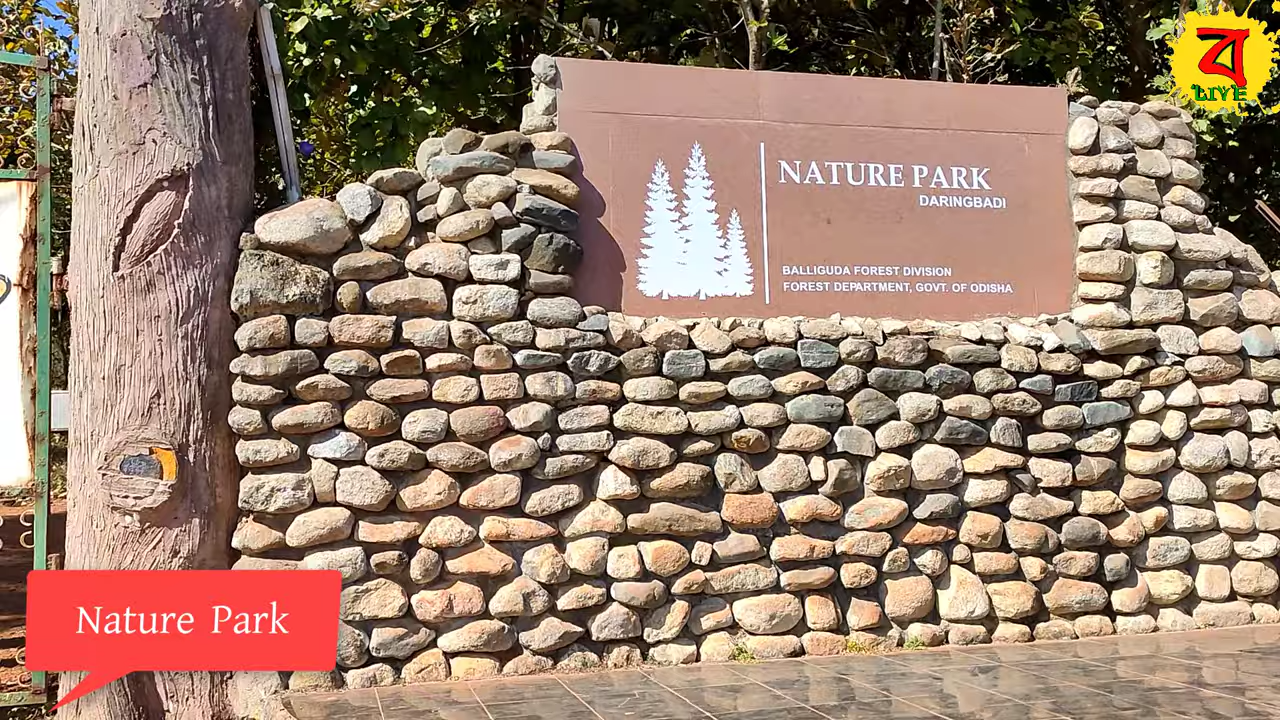 ব
LIVE
NATURE PARK
DARINGBADI
BALLIGUDA FOREST DIVISION
FOREST DEPARTMENT, GOVT. OF ODISHA
Nature Park